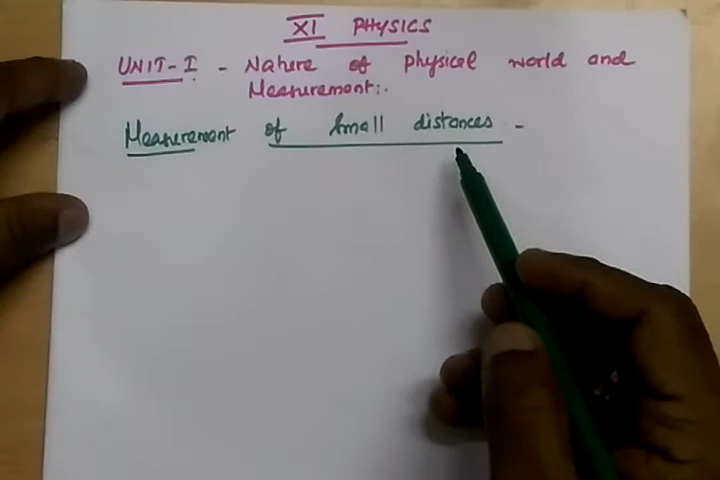 XI PHYSICS
UNIT-I - Nature of physical world and
Measurement:.
Measurement of small distances -